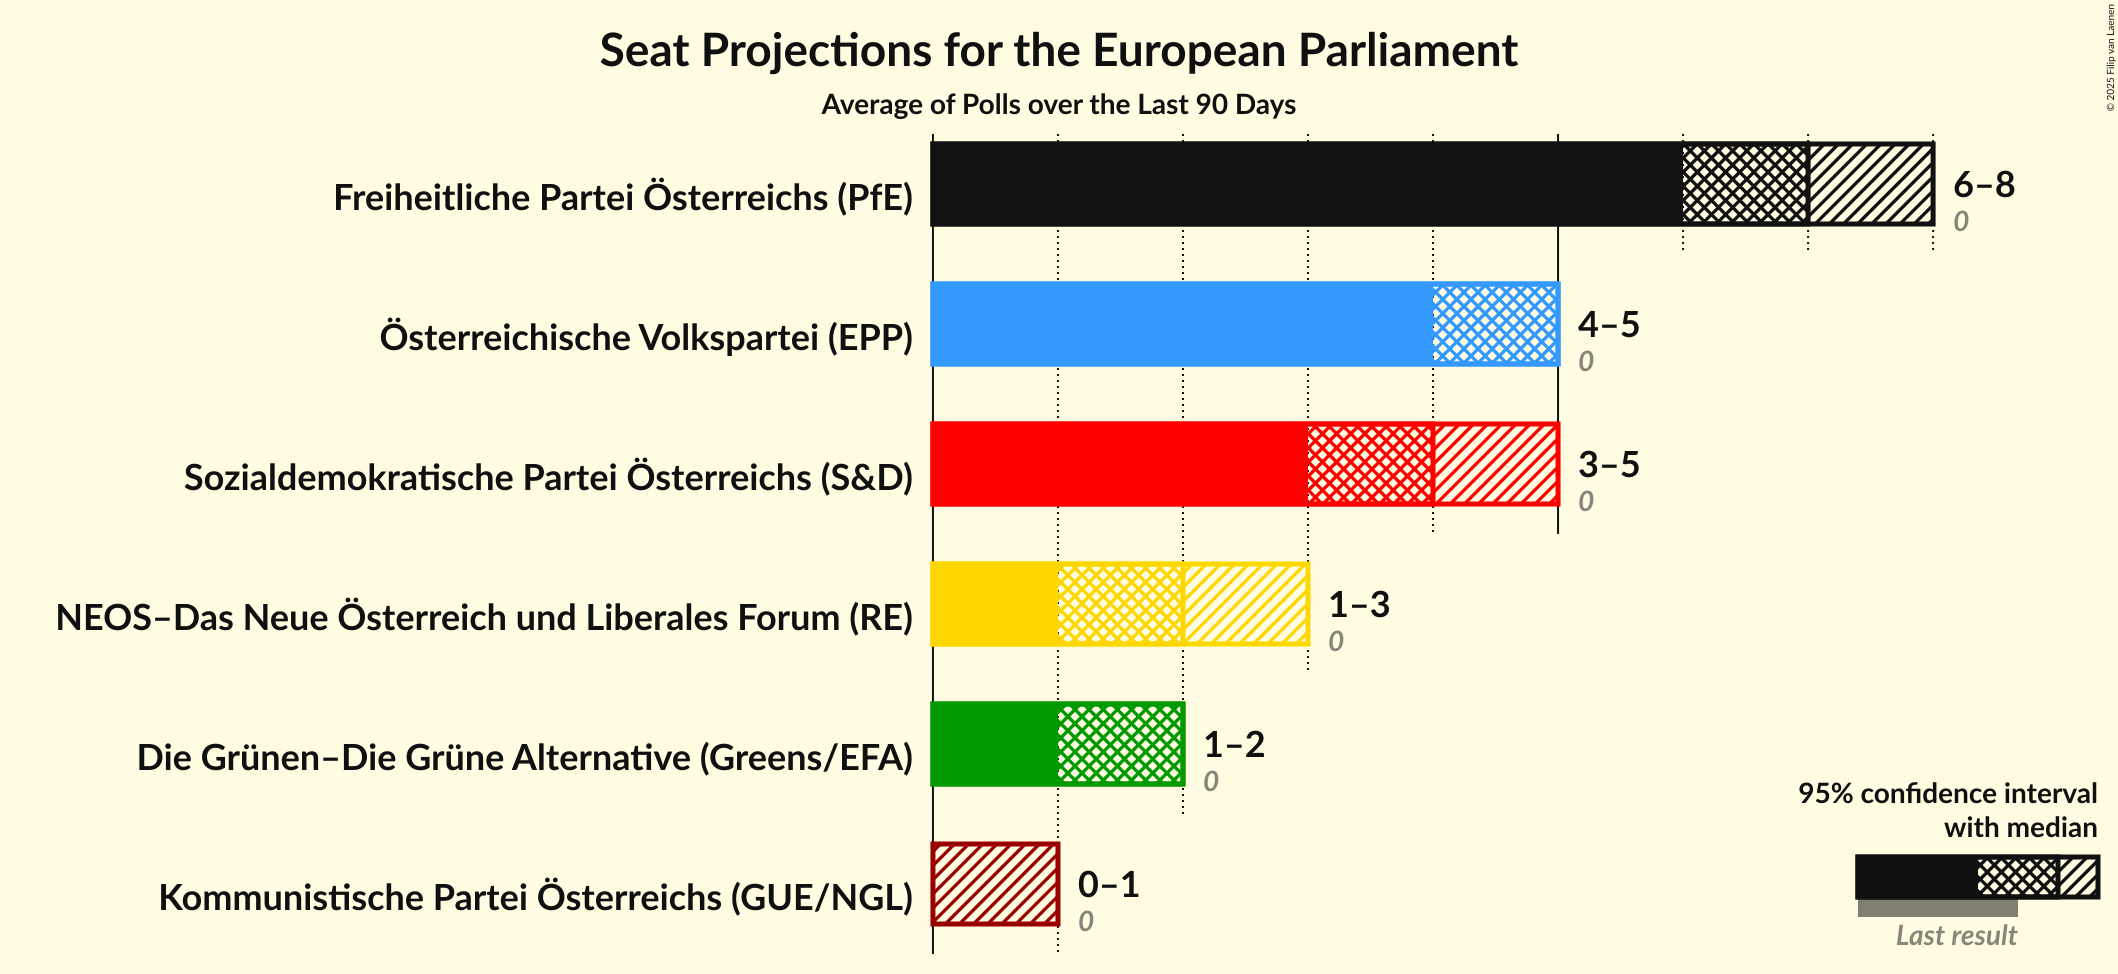 Seat Projections for the European Parliament
Average of Polls over the Last 90 Days
Freiheitliche Partei Österreichs (PfE)
6–8
0
Österreichische Volkspartei (EPP)
4–5
0
Sozialdemokratische Partei Österreichs (S&D)
3–5
0
NEOS–Das Neue Österreich und Liberales Forum (RE)
1–3
0
Die Grünen–Die Grüne Alternative (Greens/EFA)
1–2
0
Kommunistische Partei Österreichs (GUE/NGL)
0–1
0
95% confidence interval
with median
Last result
© 2025 Filip van Laenen